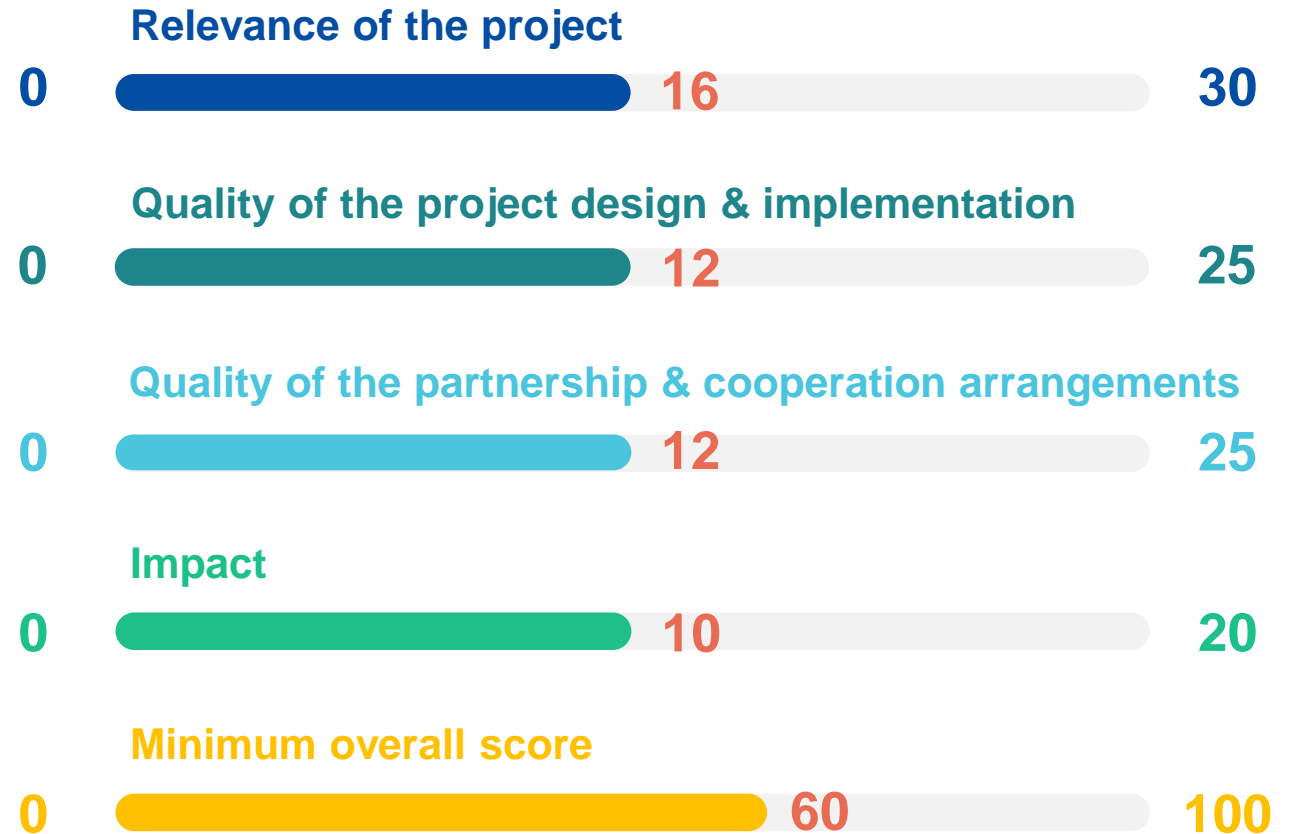 Relevance of the project
0 16 30
Quality of the project design & implementation
0 12 25
Quality of the partnership & cooperation arrangements
0 12 25
Impact
0 10 20
Minimum overall score
0 60 100